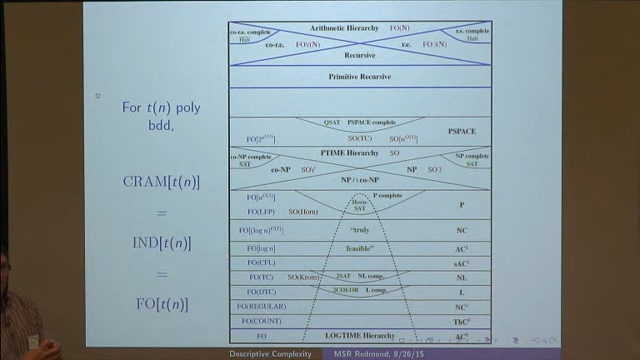 For t(n) poly
bdd,
CRAM[t(n)]
=
IND[t(n)]
=
FO[t(n)]
Arithmetic Hierarchy FO(N)
co-r.e. complete
Halt
co-r.e. FO∀(N)
r.e. FO∃(N)
r.e. complete
Halt
Recursive
Primitive Recursive
QSAT PSPACE complete
FO[2^n^O(1)] SO(TC) SO[n^O(1)] PSPACE
PTIME Hierarchy SO
co-NP complete
SAT
co-NP SO∀
NP SO∃
NP complete
SAT
NP ∩ co-NP
FO[n^O(1)]
P complete
Horn-
SAT
FO(LFP) SO(Horn) P
FO[(log n)^O(1)] "truly NC
FO[log n] feasible" AC¹
FO(CFL) sAC¹
FO(TC) SO(Krom) 2SAT NL comp. NL
FO(DTC) 2COLOR L comp. L
FO(REGULAR) NC¹
FO(COUNT) ThC⁰
FO LOGTIME Hierarchy AC⁰
Descriptive Complexity MSR Redmond, 8/26/15